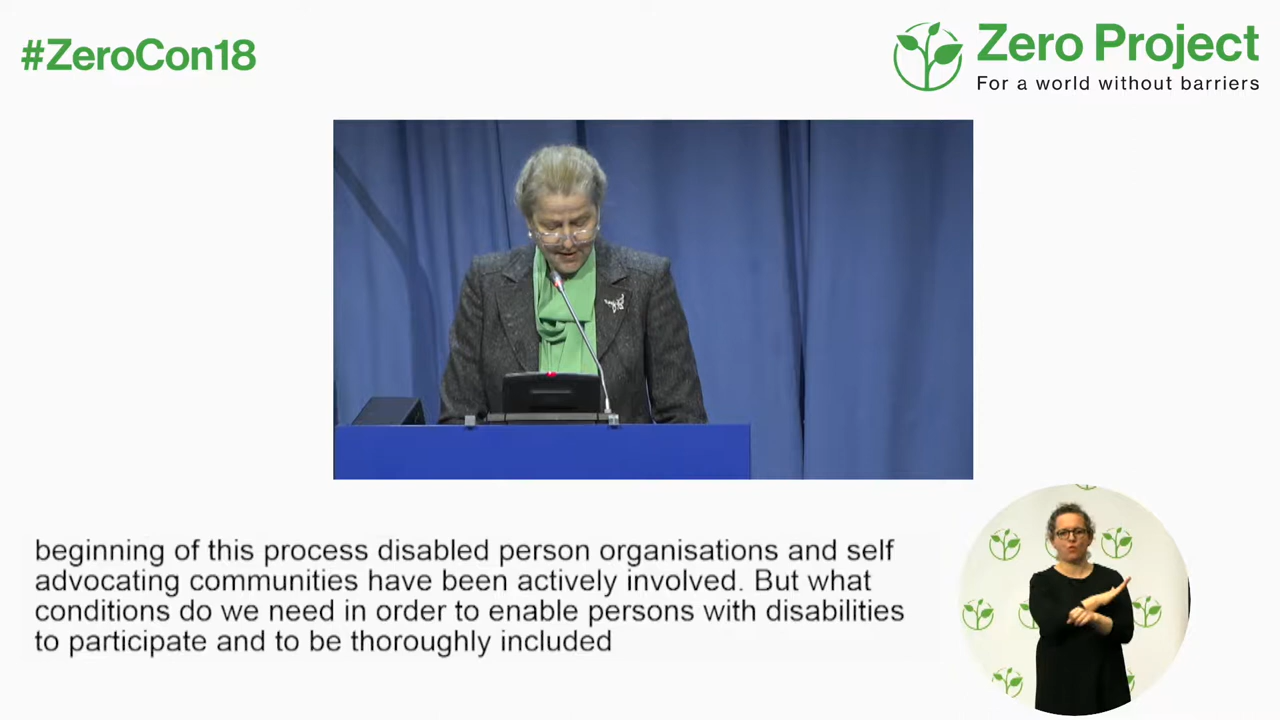 #ZeroCon18
Zero Project
For a world without barriers
beginning of this process disabled person organisations and self
advocating communities have been actively involved. But what
conditions do we need in order to enable persons with disabilities
to participate and to be thoroughly included